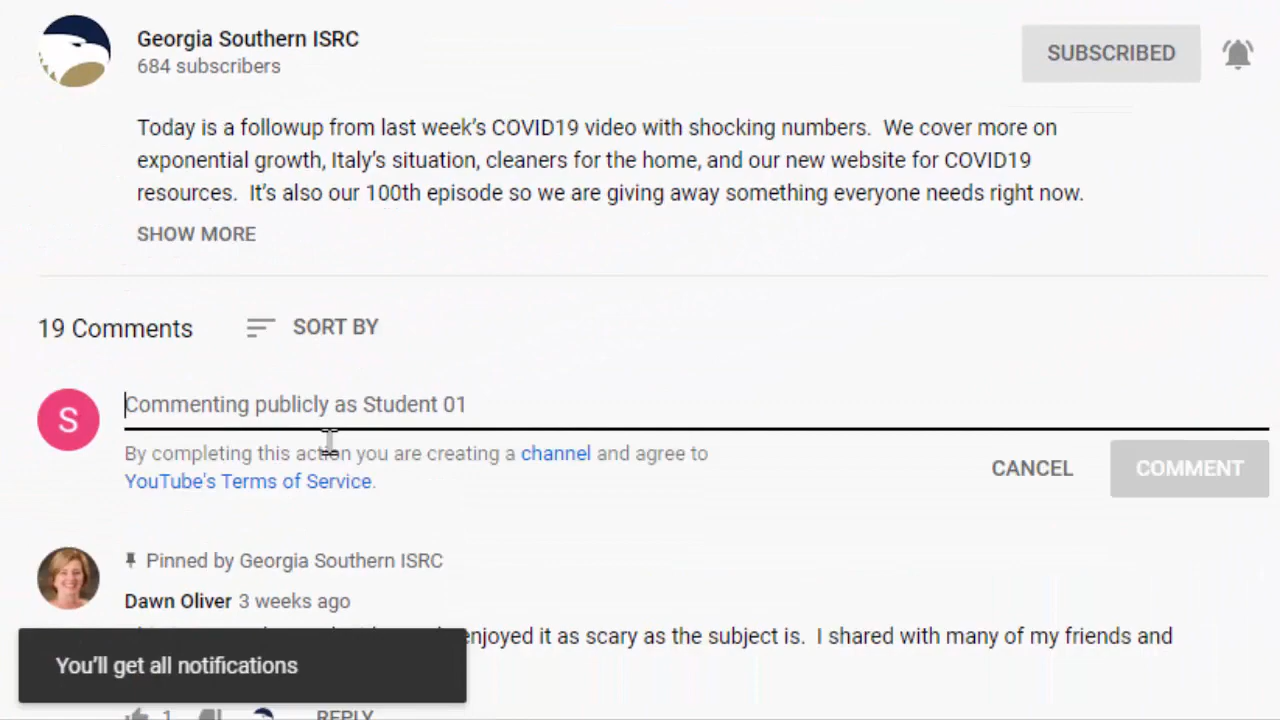 Georgia Southern ISRC
684 subscribers
SUBSCRIBED
Today is a followup from last week's COVID19 video with shocking numbers. We cover more on
exponential growth, Italy's situation, cleaners for the home, and our new website for COVID19
resources. It's also our 100th episode so we are giving away something everyone needs right now.
SHOW MORE
19 Comments
SORT BY
S
Commenting publicly as Student 01
By completing this action you are creating a channel and agree to
YouTube's Terms of Service.
CANCEL
COMMENT
Pinned by Georgia Southern ISRC
Dawn Oliver 3 weeks ago
enjoyed it as scary as the subject is. I shared with many of my friends and
You'll get all notifications
1
REPLY